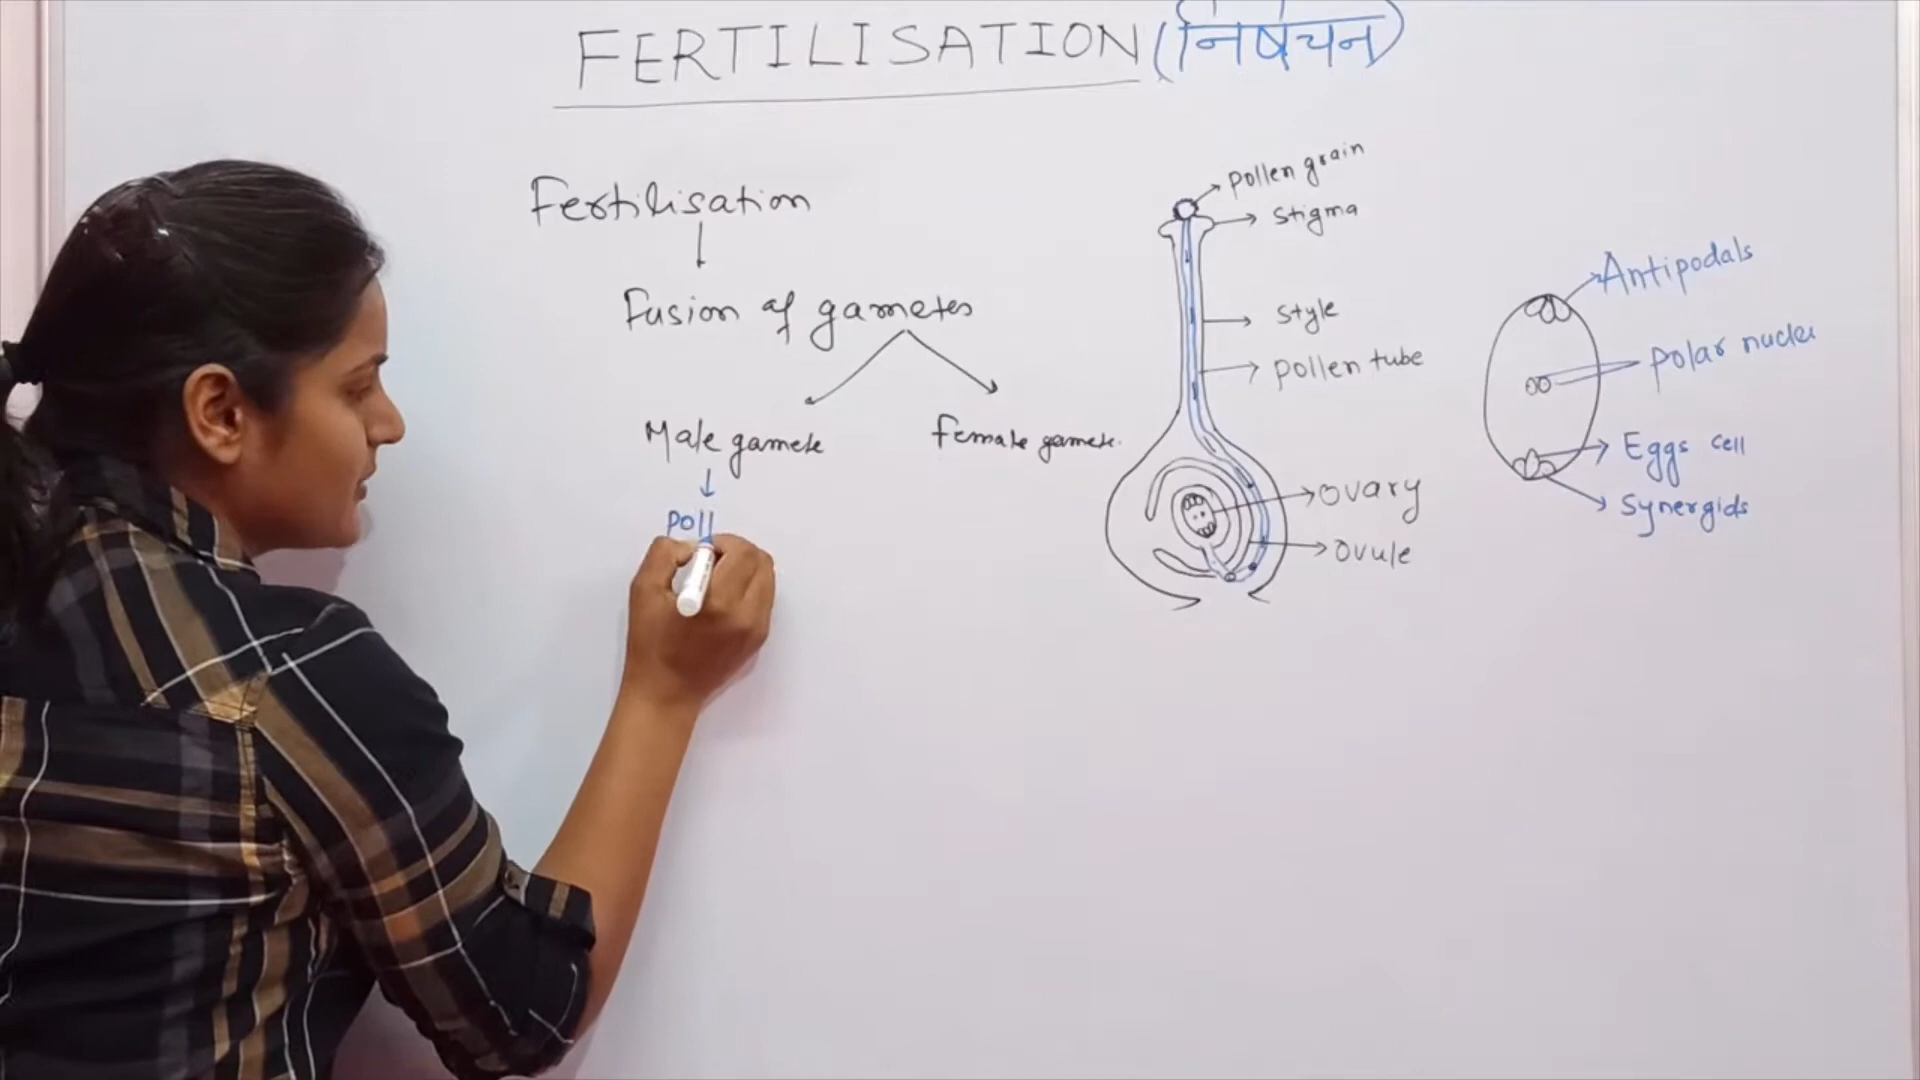 FERTILISATION (निर्षचन)
Fertilisation
Fusion of gametes
Male gamete
female gamete.
Poll
Pollen grain
Stigma
Style
Pollen tube
Ovary
Ovule
Antipodals
Polar nuclei
Eggs cell
Synergids